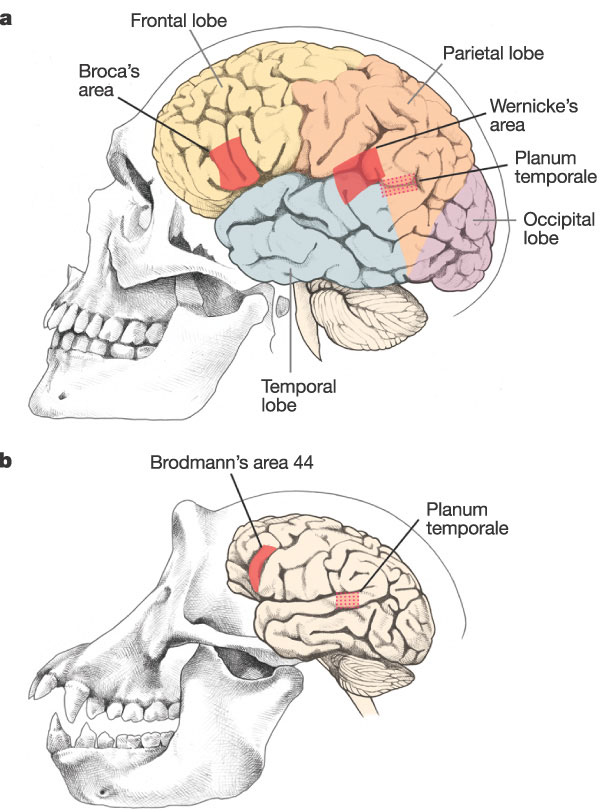 a
Frontal lobe
Parietal lobe
Broca's
area
Wernicke's
area
Planum
temporale
Occipital
lobe
Temporal
lobe
b
Brodmann's area 44
Planum
temporale